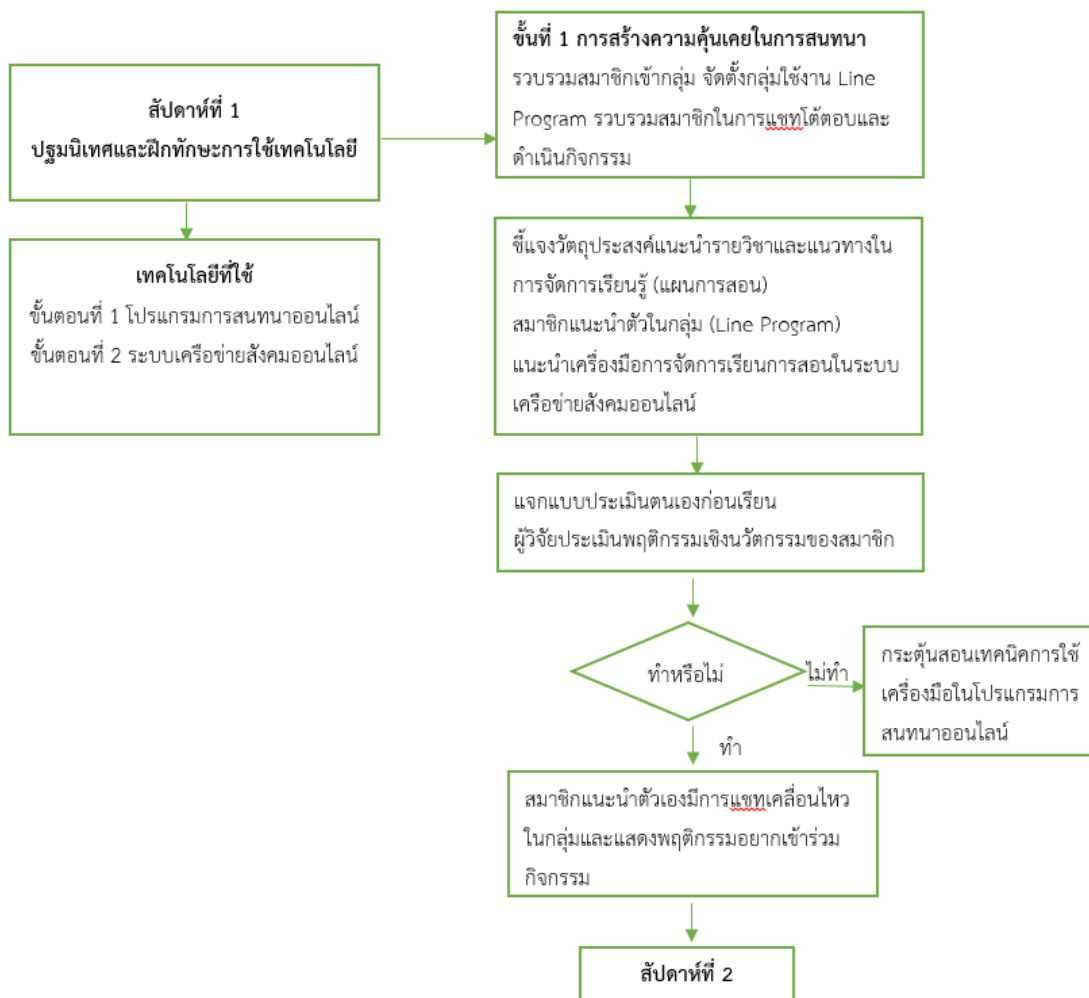 สัปดาห์ที่ 1
ปฐมนิเทศและฝึกทักษะการใช้เทคโนโลยี
เทคโนโลยีที่ใช้
ขั้นตอนที่ 1 โปรแกรมการสนทนาออนไลน์
ขั้นตอนที่ 2 ระบบเครือข่ายสังคมออนไลน์
ขั้นที่ 1 การสร้างความคุ้นเคยในการสนทนา
รวบรวมสมาชิกเข้ากลุ่ม จัดตั้งกลุ่มใช้งาน Line
Program รวบรวมสมาชิกในการแชทโต้ตอบและ
ดำเนินกิจกรรม
ชี้แจงวัตถุประสงค์แนะนำรายวิชาและแนวทางใน
การจัดการเรียนรู้ (แผนการสอน)
สมาชิกแนะนำตัวในกลุ่ม (Line Program)
แนะนำเครื่องมือการจัดการเรียนการสอนในระบบ
เครือข่ายสังคมออนไลน์
แจกแบบประเมินตนเองก่อนเรียน
ผู้วิจัยประเมินพฤติกรรมเชิงนวัตกรรมของสมาชิก
ทำหรือไม่
ไม่ทำ
กระตุ้นสอนเทคนิคการใช้
เครื่องมือในโปรแกรมการ
สนทนาออนไลน์
ทำ
สมาชิกแนะนำตัวเองมีการแชทเคลื่อนไหว
ในกลุ่มและแสดงพฤติกรรมอยากเข้าร่วม
กิจกรรม
สัปดาห์ที่ 2